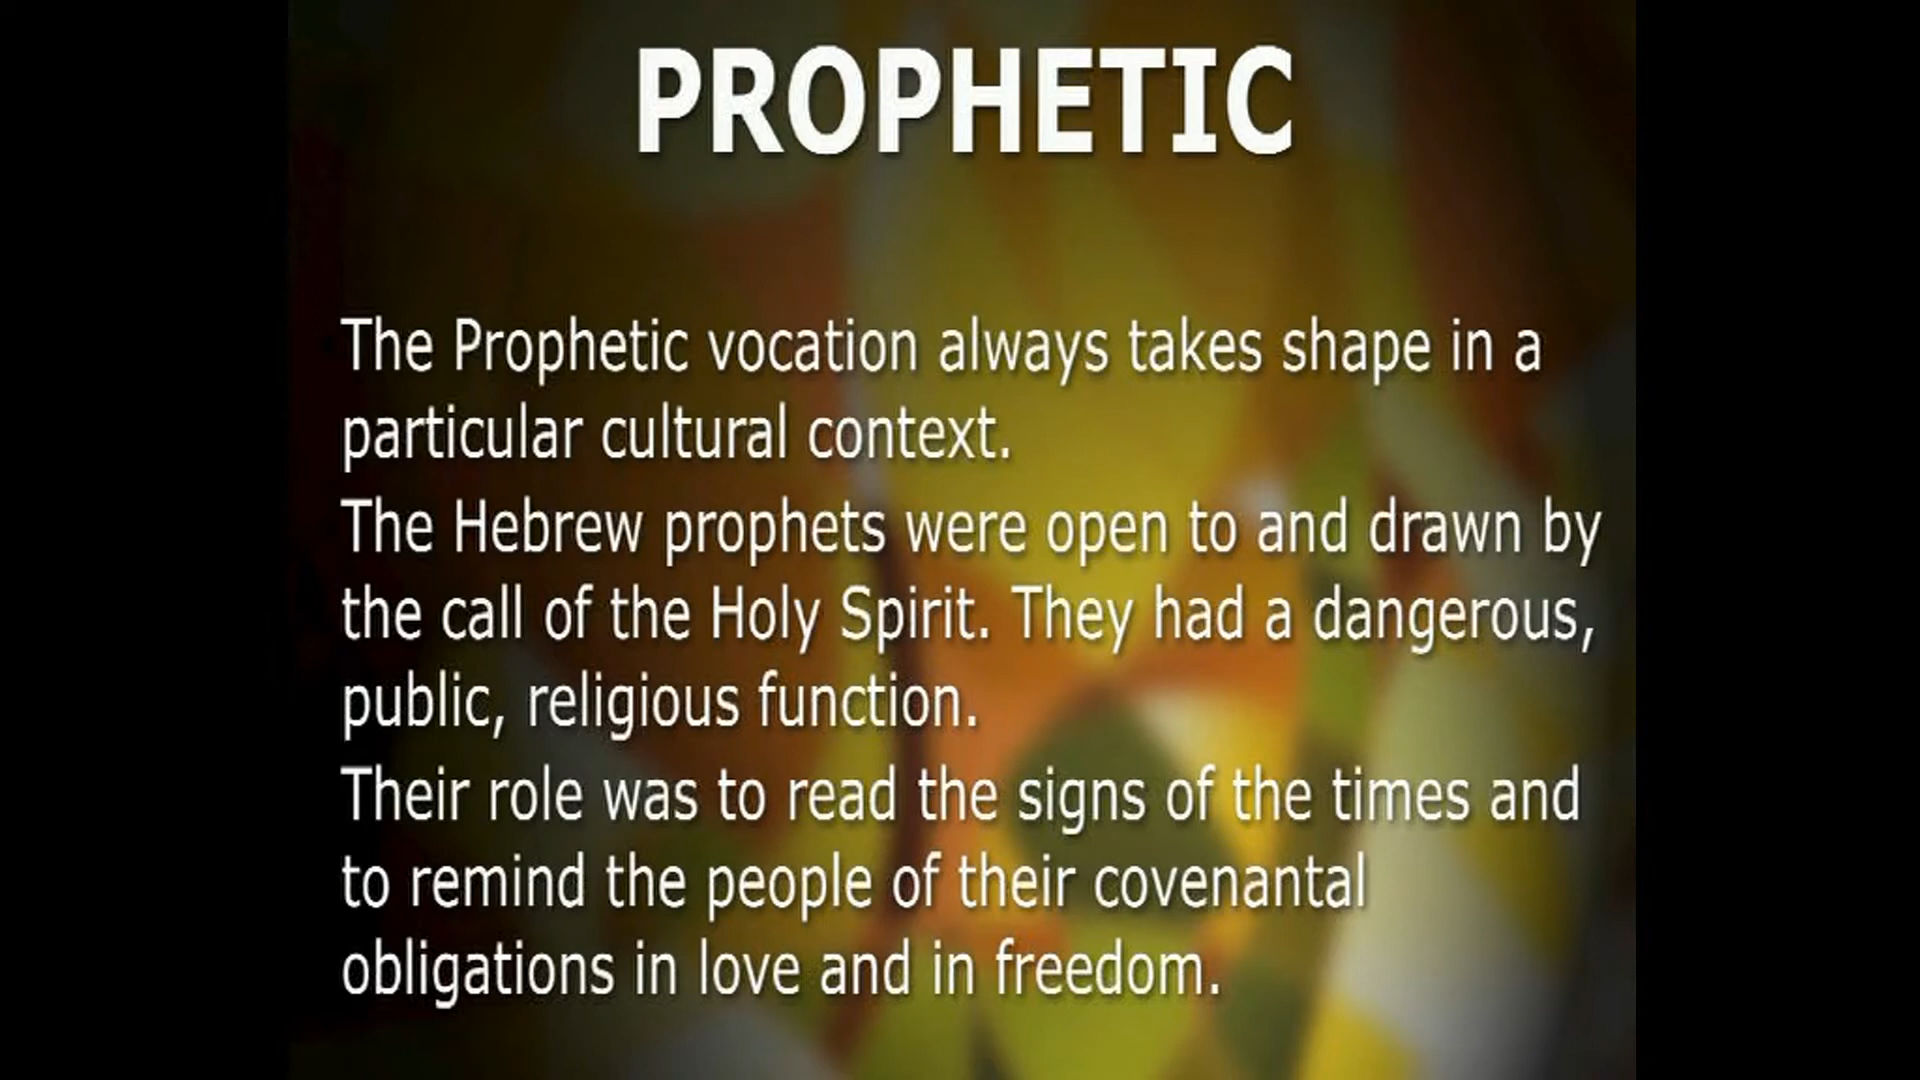 PROPHETIC
The Prophetic vocation always takes shape in a
particular cultural context.
The Hebrew prophets were open to and drawn by
the call of the Holy Spirit. They had a dangerous,
public, religious function.
Their role was to read the signs of the times and
to remind the people of their covenantal
obligations in love and in freedom.